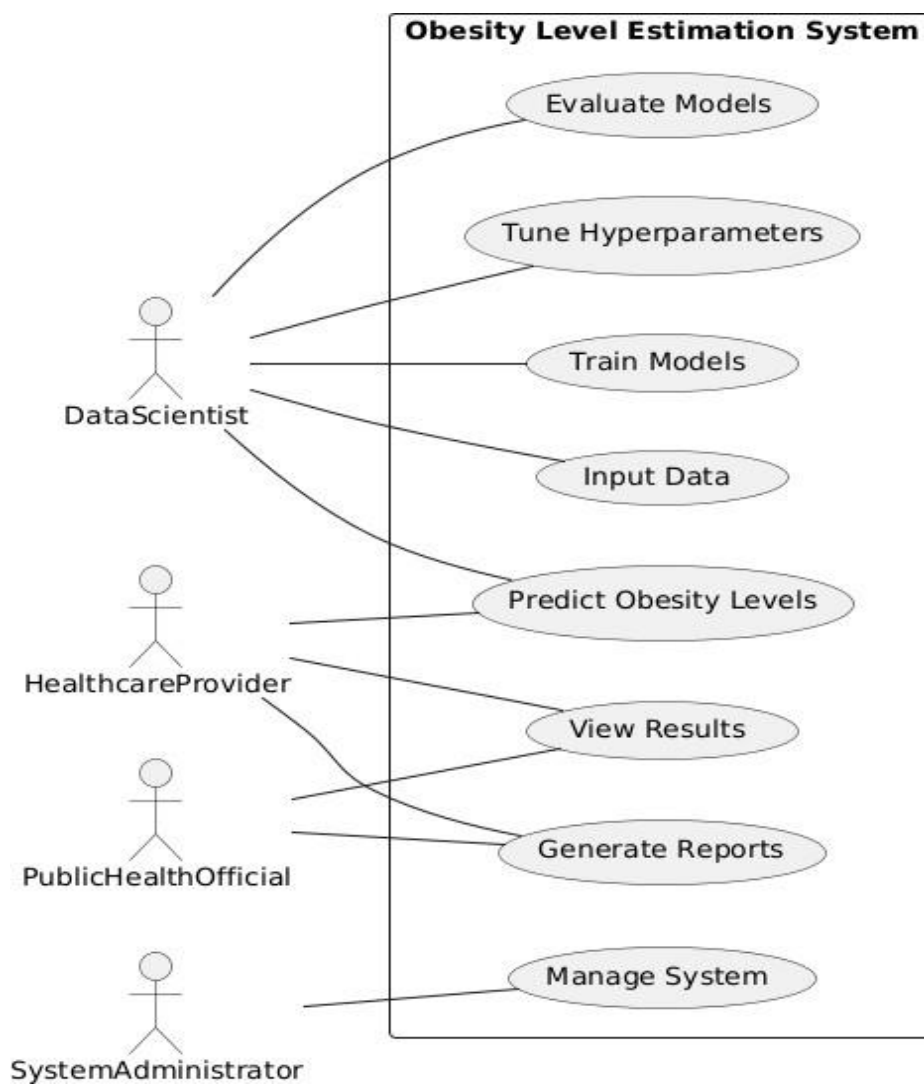 Obesity Level Estimation System
Evaluate Models
Tune Hyperparameters
Train Models
DataScientist
Input Data
Predict Obesity Levels
HealthcareProvider
View Results
Generate Reports
PublicHealthOfficial
Manage System
SystemAdministrator